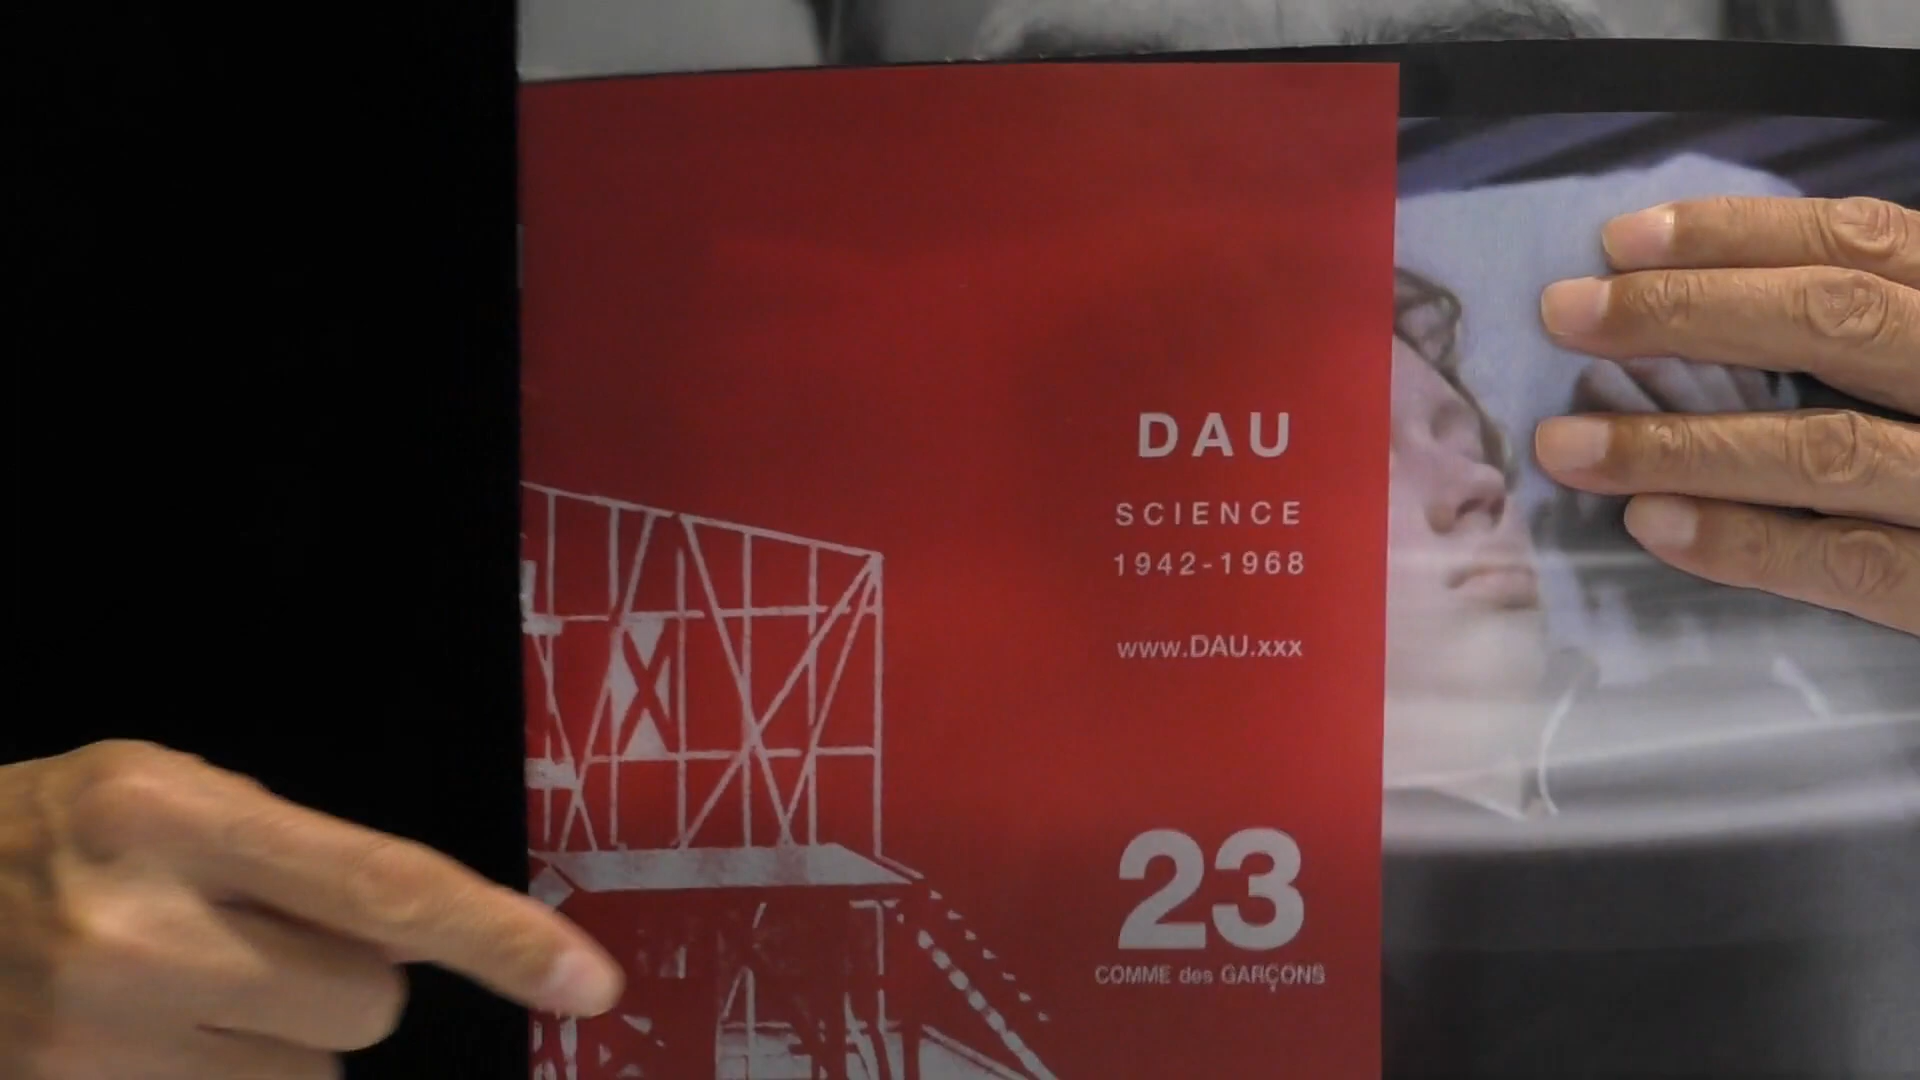 DAU
SCIENCE
1942-1968
www.DAU.xxx
23
COMME des GARÇONS